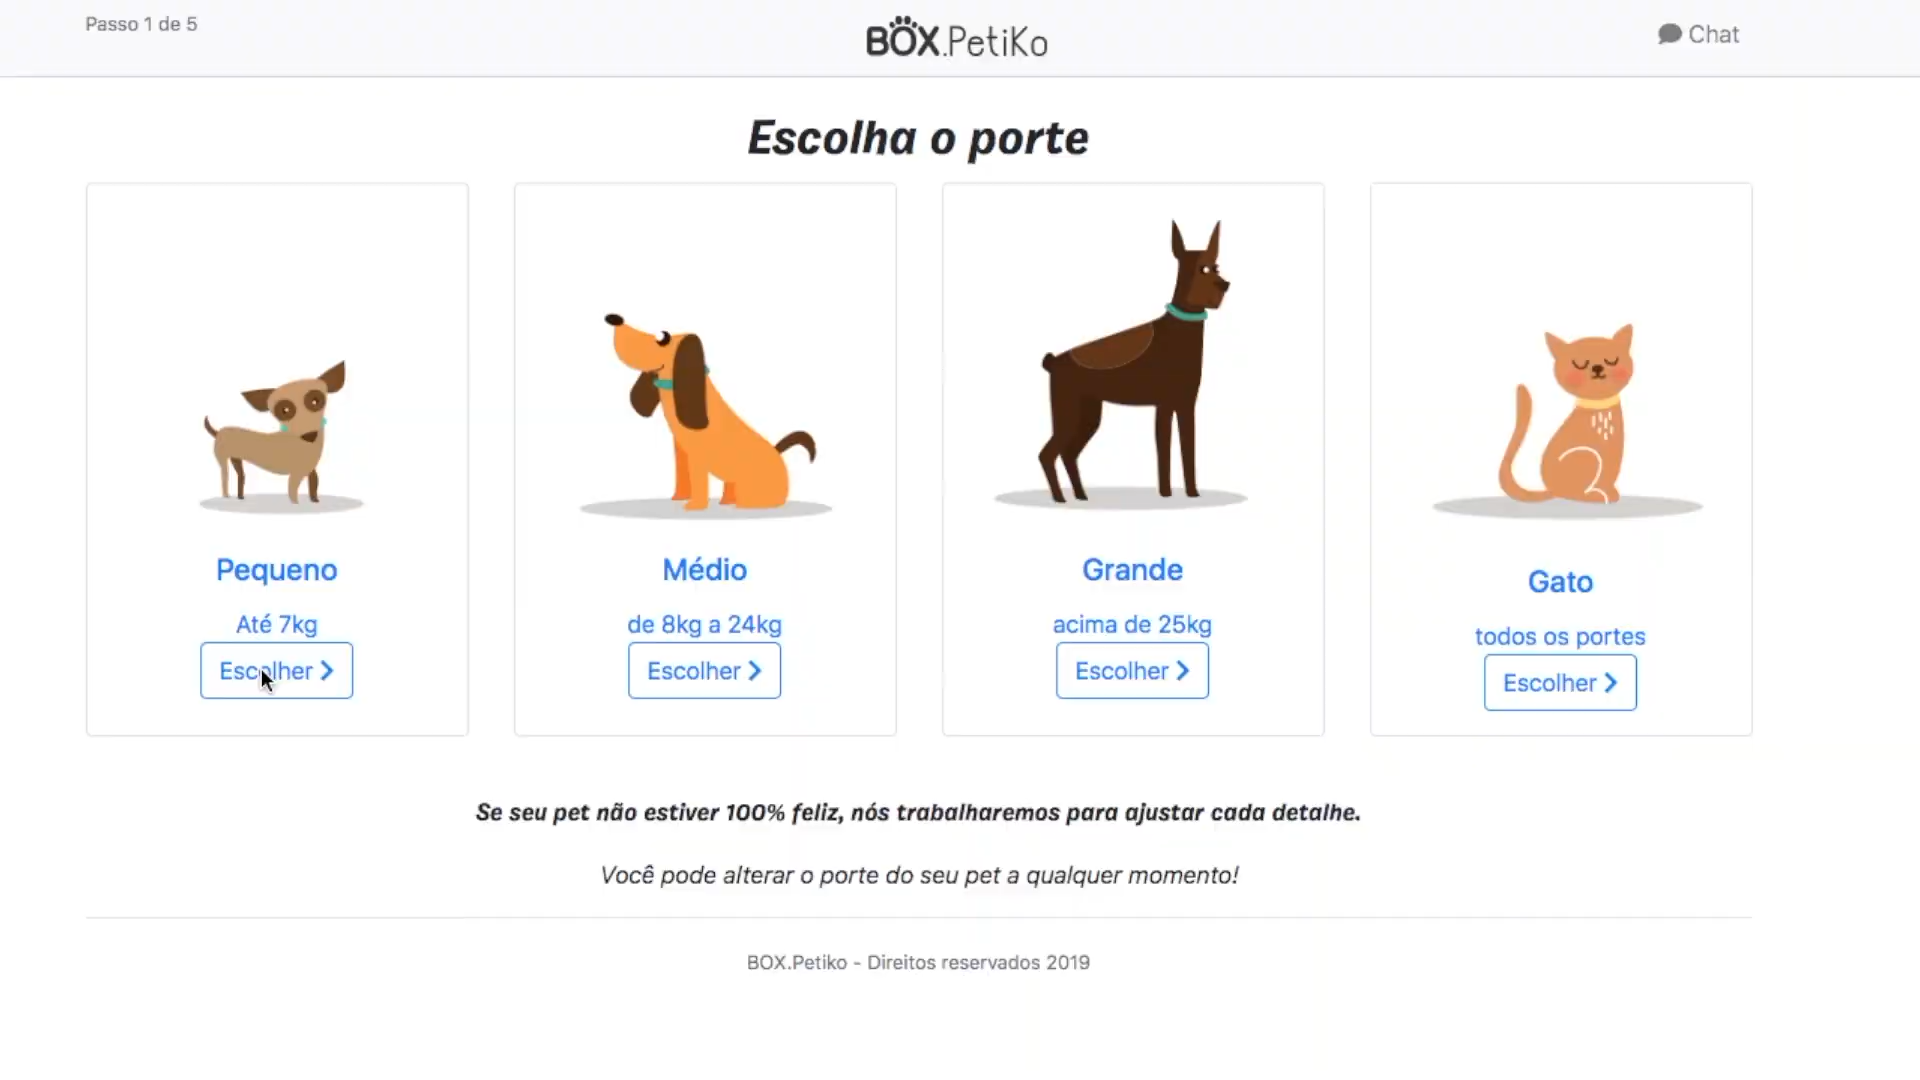 Passo 1 de 5
BOX.PetiKo
Chat
Escolha o porte
Pequeno
Até 7kg
Escolher
Médio
de 8kg a 24kg
Escolher
Grande
acima de 25kg
Escolher
Gato
todos os portes
Escolher
Se seu pet não estiver 100% feliz, nós trabalharemos para ajustar cada detalhe.
Você pode alterar o porte do seu pet a qualquer momento!
BOX.Petiko - Direitos reservados 2019